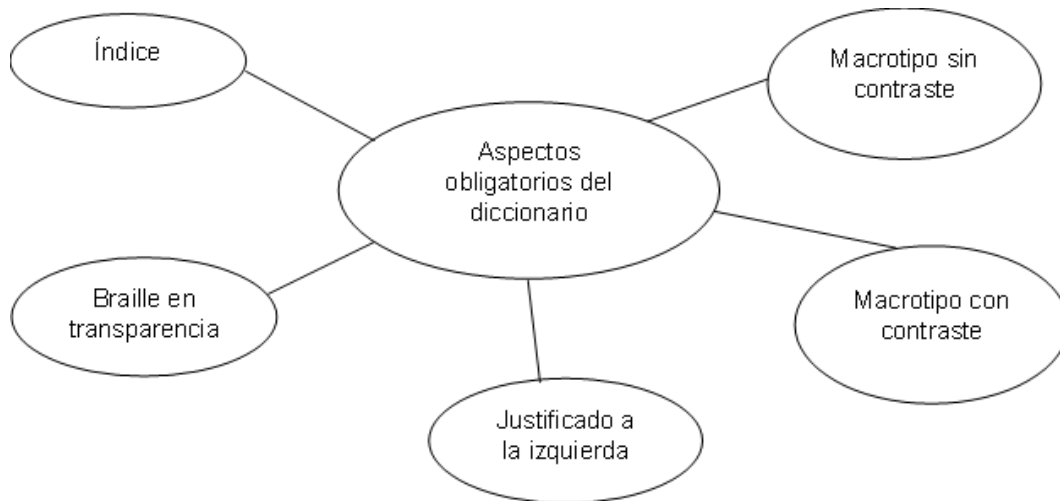 Índice
Macrotipo sin
contraste
Aspectos
obligatorios del
diccionario
Braille en
transparencia
Macrotipo con
contraste
Justificado a
la izquierda